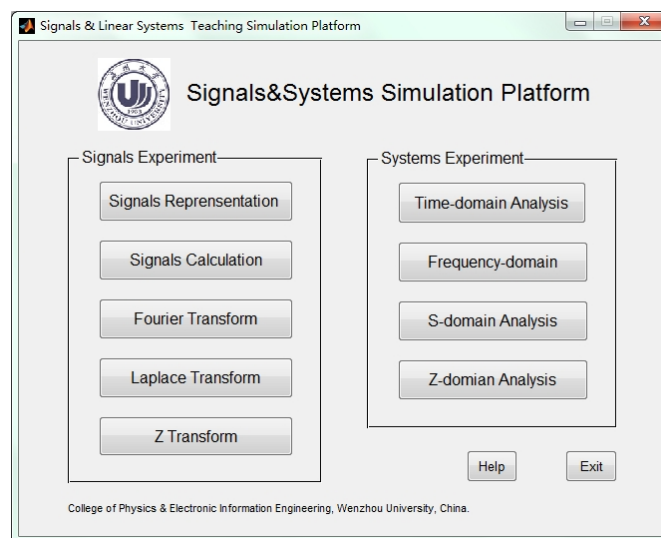 Signals & Linear Systems Teaching Simulation Platform
Signals&Systems Simulation Platform
WENZHOU UNIVERSITY
Signals Experiment
Signals Reprensentation
Signals Calculation
Fourier Transform
Laplace Transform
Z Transform
Systems Experiment
Time-domain Analysis
Frequency-domain
S-domain Analysis
Z-domian Analysis
Help
Exit
College of Physics & Electronic Information Engineering, Wenzhou University, China.